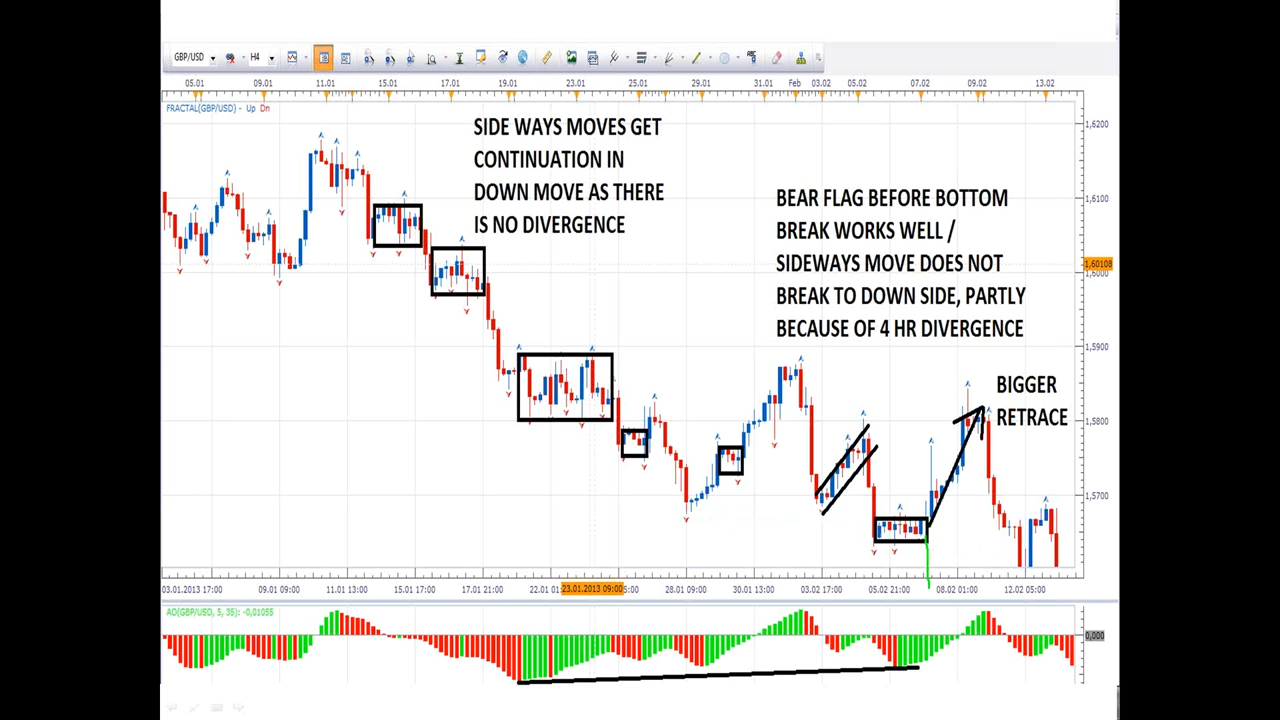 GBP/USD H4 ABC
05.01 09.01 11.01 15.01 17.01 19.01 23.01 25.01 29.01 31.01 Feb 03.02 05.02 07.02 09.02 13.02
FRACTAL(GBP/USD) - Up Dn
SIDE WAYS MOVES GET
CONTINUATION IN
DOWN MOVE AS THERE
IS NO DIVERGENCE
BEAR FLAG BEFORE BOTTOM
BREAK WORKS WELL /
SIDEWAYS MOVE DOES NOT
BREAK TO DOWN SIDE, PARTLY
BECAUSE OF 4 HR DIVERGENCE
BIGGER
RETRACE
1,6200
1,6100
1,60108
1,6000
1,5900
1,5800
1,5700
03.01.2013 17:00 09.01 09:00 11.01 13:00 15.01 17:00 17.01 21:00 22.01 23.01.2013 09:00 5:00 28.01 09:00 30.01 13:00 03.02 17:00 05.02 21:00 08.02 01:00 12.02 05:00
AO(GBP/USD, 5, 35): -0,01055
0,000